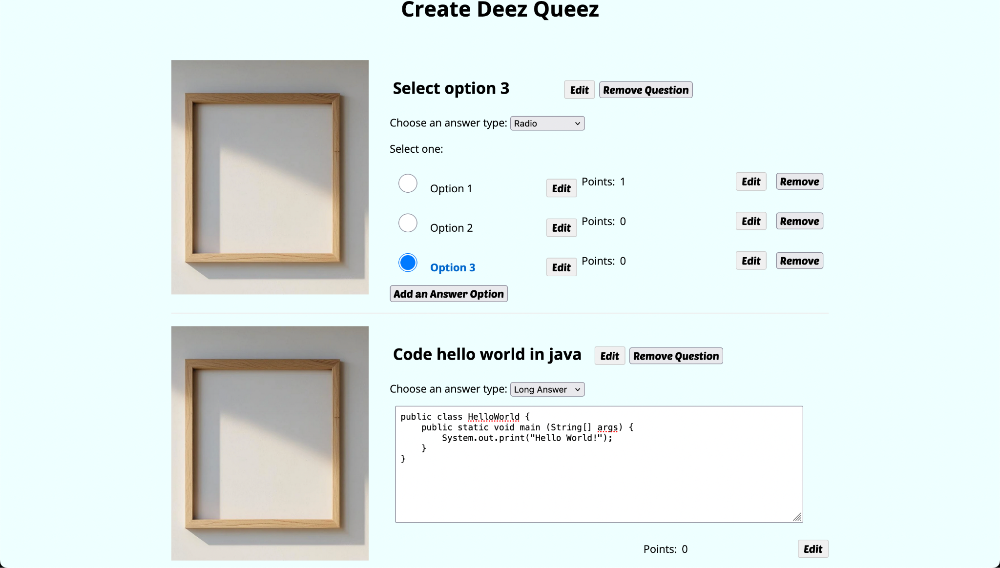 Create Deez Queez
Select option 3 Edit Remove Question
Choose an answer type: Radio
Select one:
Option 1 Edit Points: 1 Edit Remove
Option 2 Edit Points: 0 Edit Remove
Option 3 Edit Points: 0 Edit Remove
Add an Answer Option
Code hello world in java Edit Remove Question
Choose an answer type: Long Answer
public class HelloWorld {
    public static void main (String[] args) {
        System.out.print("Hello World!");
    }
}
Points: 0 Edit